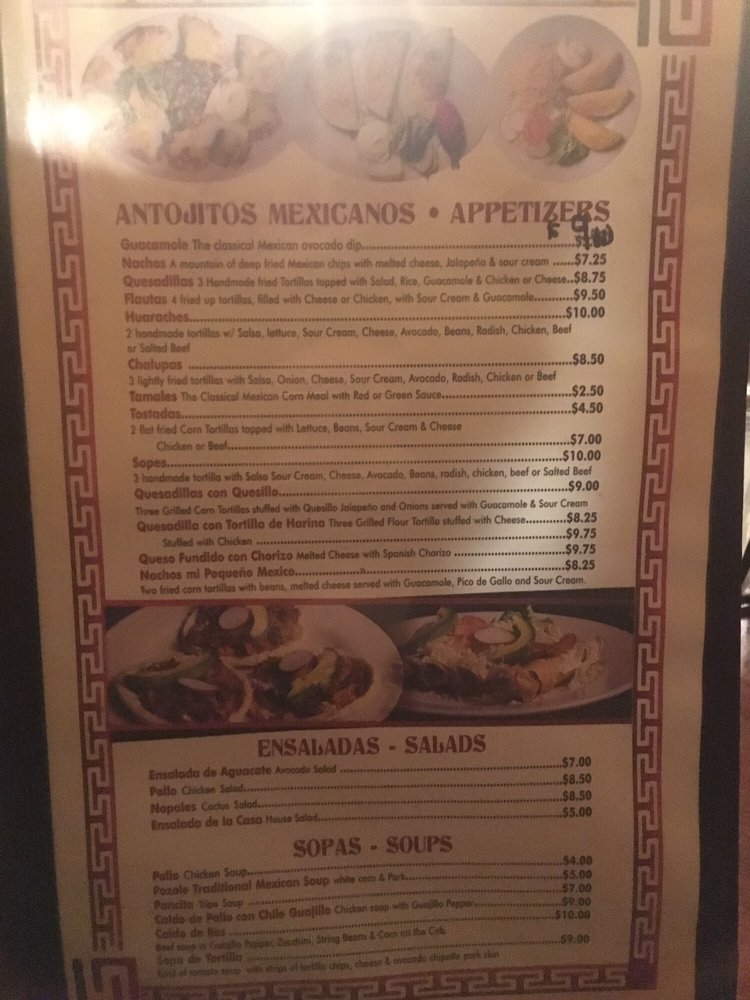 ANTOJITOS MEXICANOS • APPETIZERS
Guacamole The classical Mexican avocado dip
Nachos A mountain of deep fried Mexican chips with melted cheese, Jalapeño & sour cream ......$7.25
Quesadillas 3 Handmade fried Tortillas topped with Salad, Rice, Guacamole & Chicken or Cheese..$8.75
Flautas 4 fried up tortillas, filled with Cheese or Chicken, with Sour Cream & Guacamole...........$9.50
Huaraches...$10.00
2 handmade tortillas w/ Salsa, lettuce, Sour Cream, Cheese, Avocado, Beans, Radish, Chicken, Beef
or Salted Beef
Chalupas ...$8.50
3 lightly fried tortillas with Salsa, Onion, Cheese, Sour Cream, Avocado, Radish, Chicken or Beef
Tamales The Classical Mexican Corn Meal with Red or Green Sauce...$2.50
Tostadas...$4.50
2 flat fried Corn Tortillas topped with Lettuce, Beans, Sour Cream & Cheese
Chicken or Beef...$7.00
Sopes...$10.00
3 handmade tortilla with Salsa Sour Cream, Cheese, Avocado, Beans, radish, chicken, beef or Salted Beef
Quesadillas con Quesillo...$9.00
Three Grilled Corn Tortillas stuffed with Quesillo Jalapeño and Onions served with Guacamole & Sour Cream
Quesadilla con Tortilla de Harina Three Grilled Flour Tortilla stuffed with Cheese............$8.25
Stuffed with Chicken ...$9.75
Queso Fundido con Chorizo Melted Cheese with Spanish Chorizo ...$9.75
Nachos mi Pequeño Mexico...$8.25
Two fried corn tortillas with beans, melted cheese served with Guacamole, Pico de Gallo and Sour Cream.
ENSALADAS - SALADS
Ensalada de Aguacate Avocado Salad ...$7.00
Pollo Chicken Salad...$8.50
Nopales Cactus Salad...$8.50
Ensalada de la Casa House Salad...$5.00
SOPAS - SOUPS
Pollo Chicken Soup...$4.00
Pozole Traditional Mexican Soup white corn & Pork...$5.00
Pancita Tripe Soup ...$7.00
Caldo de Pollo con Chile Guajillo Chicken soup with Guajillo Pepper...$9.00
Caldo de Res ...$10.00
Beef soup in Guajillo Pepper, Zucchini, String Beans & Corn on the Cob.
Sopa de Tortilla ...$9.00
Kind of tomato soup with strips of tortilla chips, cheese & avocado, chipotle pork skin